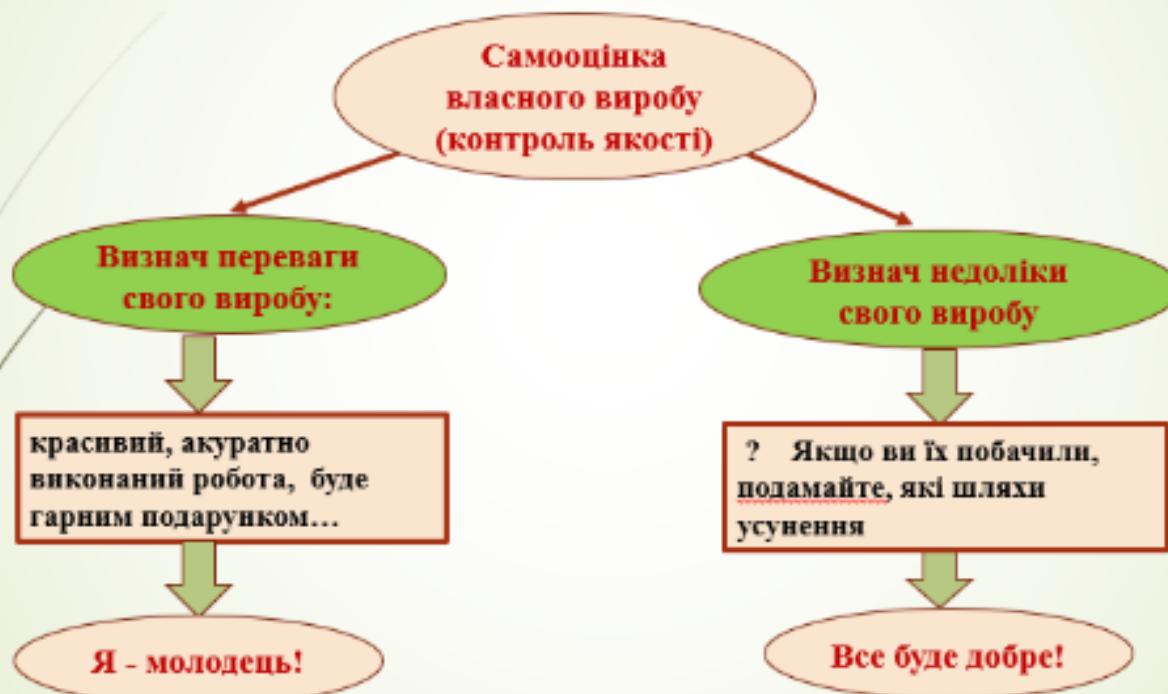 Самооцінка
власного виробу
(контроль якості)
Визнач переваги
свого виробу:
красивий, акуратно
виконаний робота, буде
гарним подарунком…
Я - молодець!
Визнач недоліки
свого виробу
? Якщо ви їх побачили,
подамайте, які шляхи
усунення
Все буде добре!